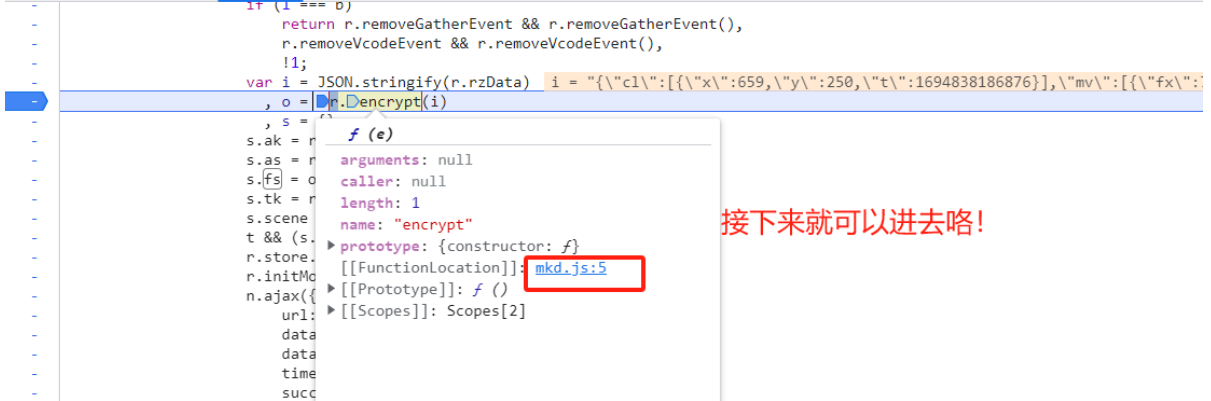 if (1 === b)
return r.removeGatherEvent && r.removeGatherEvent(),
r.removeVcodeEvent && r.removeVcodeEvent(),
!1;
var i = JSON.stringify(r.rzData) i = "{\"cl\":[{\"x\":659,\"y\":250,\"t\":1694838186876}],\"mv\":[{\"fx\":
, o = r.encrypt(i)
, s = {}
ƒ (e)
s.ak =
s.as =
arguments: null
s.fs = o
caller: null
s.tk =
length: 1
s.scene
name: "encrypt"
接下来就可以进去咯！
t && (s.
prototype: {constructor: ƒ}
r.store.
[[FunctionLocation]]: mkd.js:5
r.initMo
[[Prototype]]: ƒ ()
n.ajax({
[[Scopes]]: Scopes[2]
url:
data
data
time
succ